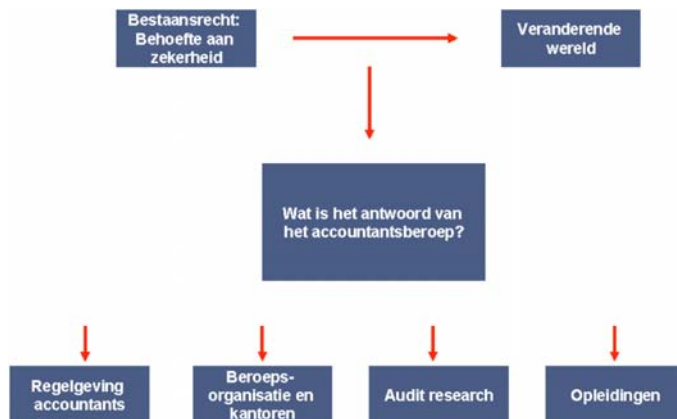 Bestaansrecht:
Behoefte aan
zekerheid
Veranderende
wereld
Wat is het antwoord van
het accountantsberoep?
Regelgeving
accountants
Beroeps-
organisatie en
kantoren
Audit research
Opleidingen